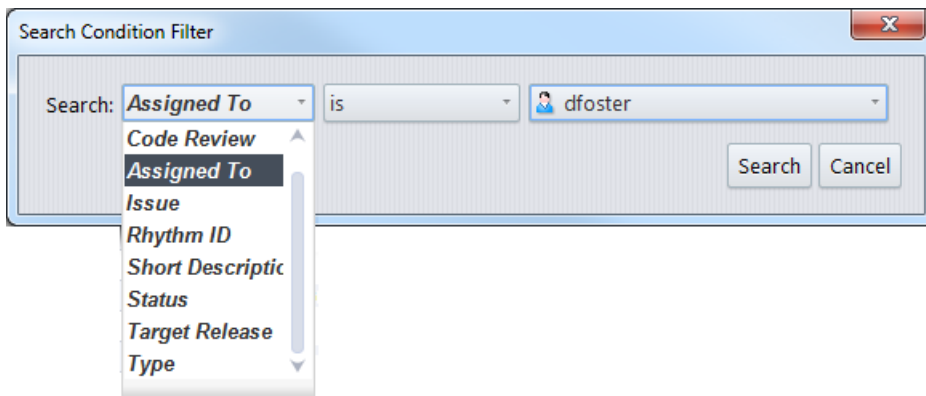 Search Condition Filter
Search: Assigned To is dfoster
Code Review
Assigned To
Issue
Rhythm ID
Short Descriptic
Status
Target Release
Type
Search Cancel